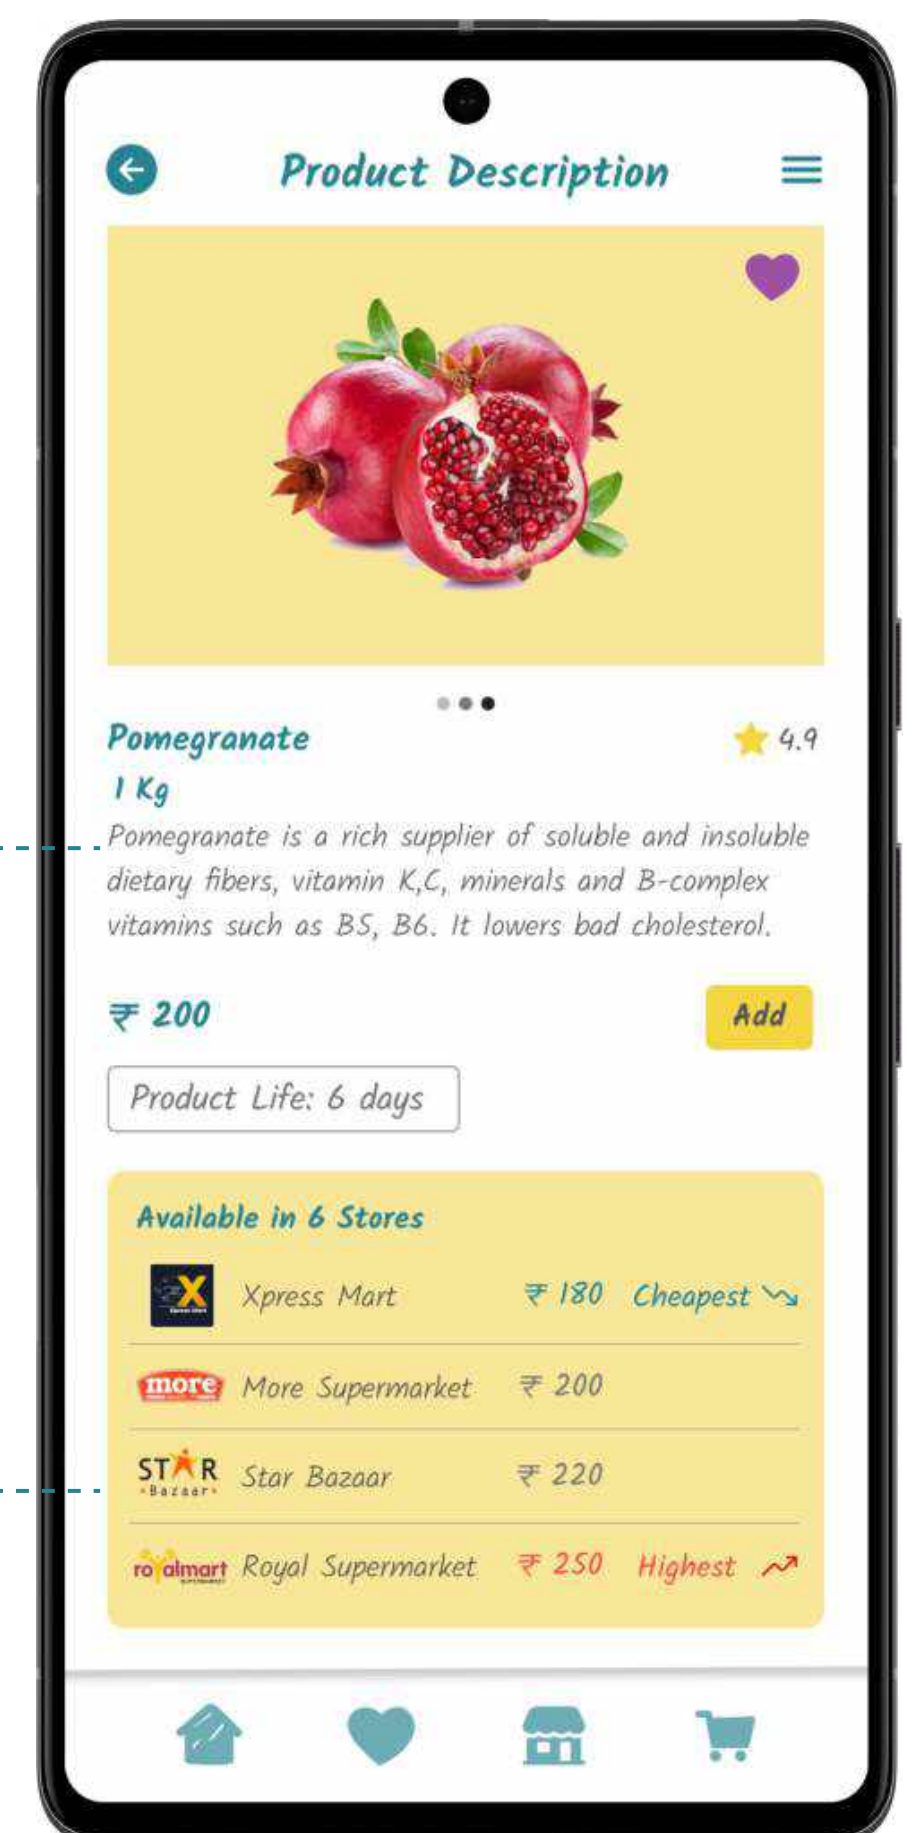 Product Description
Pomegranate
4.9
1 Kg
Pomegranate is a rich supplier of soluble and insoluble
dietary fibers, vitamin K,C, minerals and B-complex
vitamins such as B5, B6. It lowers bad cholesterol.
₹ 200
Add
Product Life: 6 days
Available in 6 Stores
X
Xpress Mart
Xpress Mart ₹ 180 Cheapest
more
More Supermarket ₹ 200
STAR
Bazaar
Star Bazaar ₹ 220
royalmart
SUPERMARKET
Royal Supermarket ₹ 250 Highest